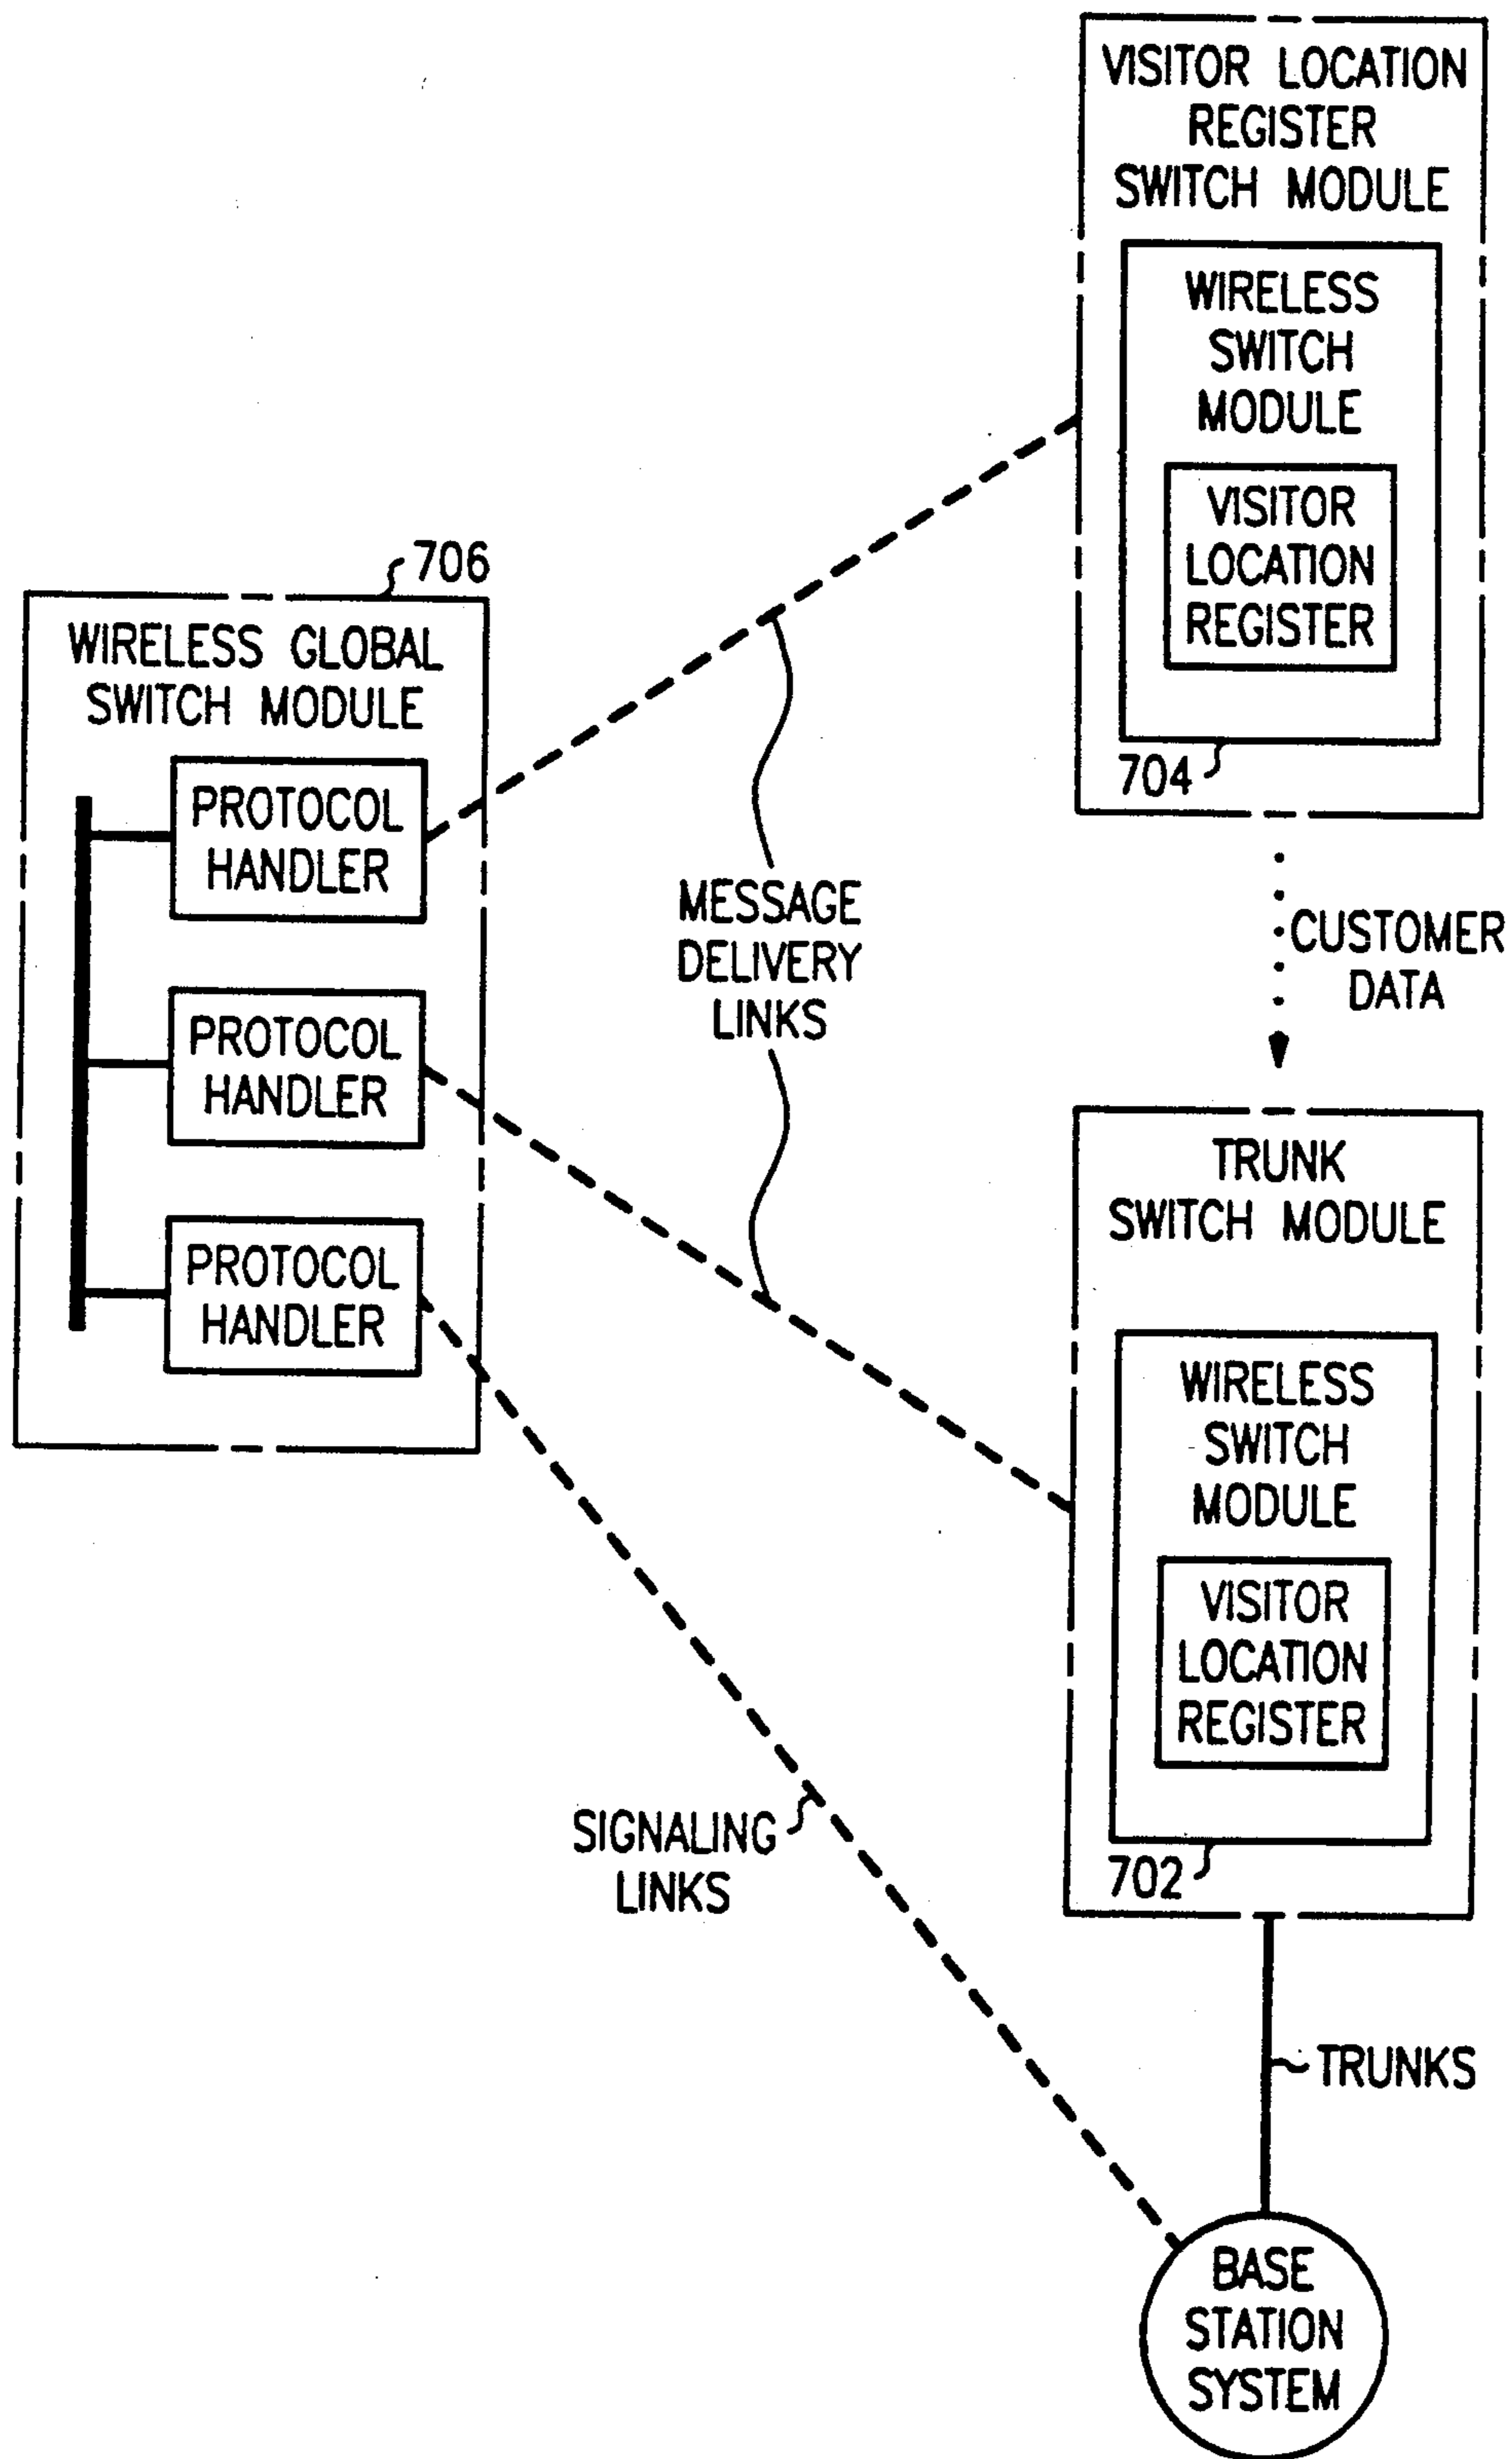 VISITOR LOCATION
REGISTER
SWITCH MODULE
WIRELESS
SWITCH
MODULE
VISITOR
LOCATION
REGISTER
704
706
WIRELESS GLOBAL
SWITCH MODULE
PROTOCOL
HANDLER
PROTOCOL
HANDLER
PROTOCOL
HANDLER
MESSAGE
DELIVERY
LINKS
CUSTOMER
DATA
TRUNK
SWITCH MODULE
WIRELESS
SWITCH
MODULE
VISITOR
LOCATION
REGISTER
702
SIGNALING
LINKS
TRUNKS
BASE
STATION
SYSTEM